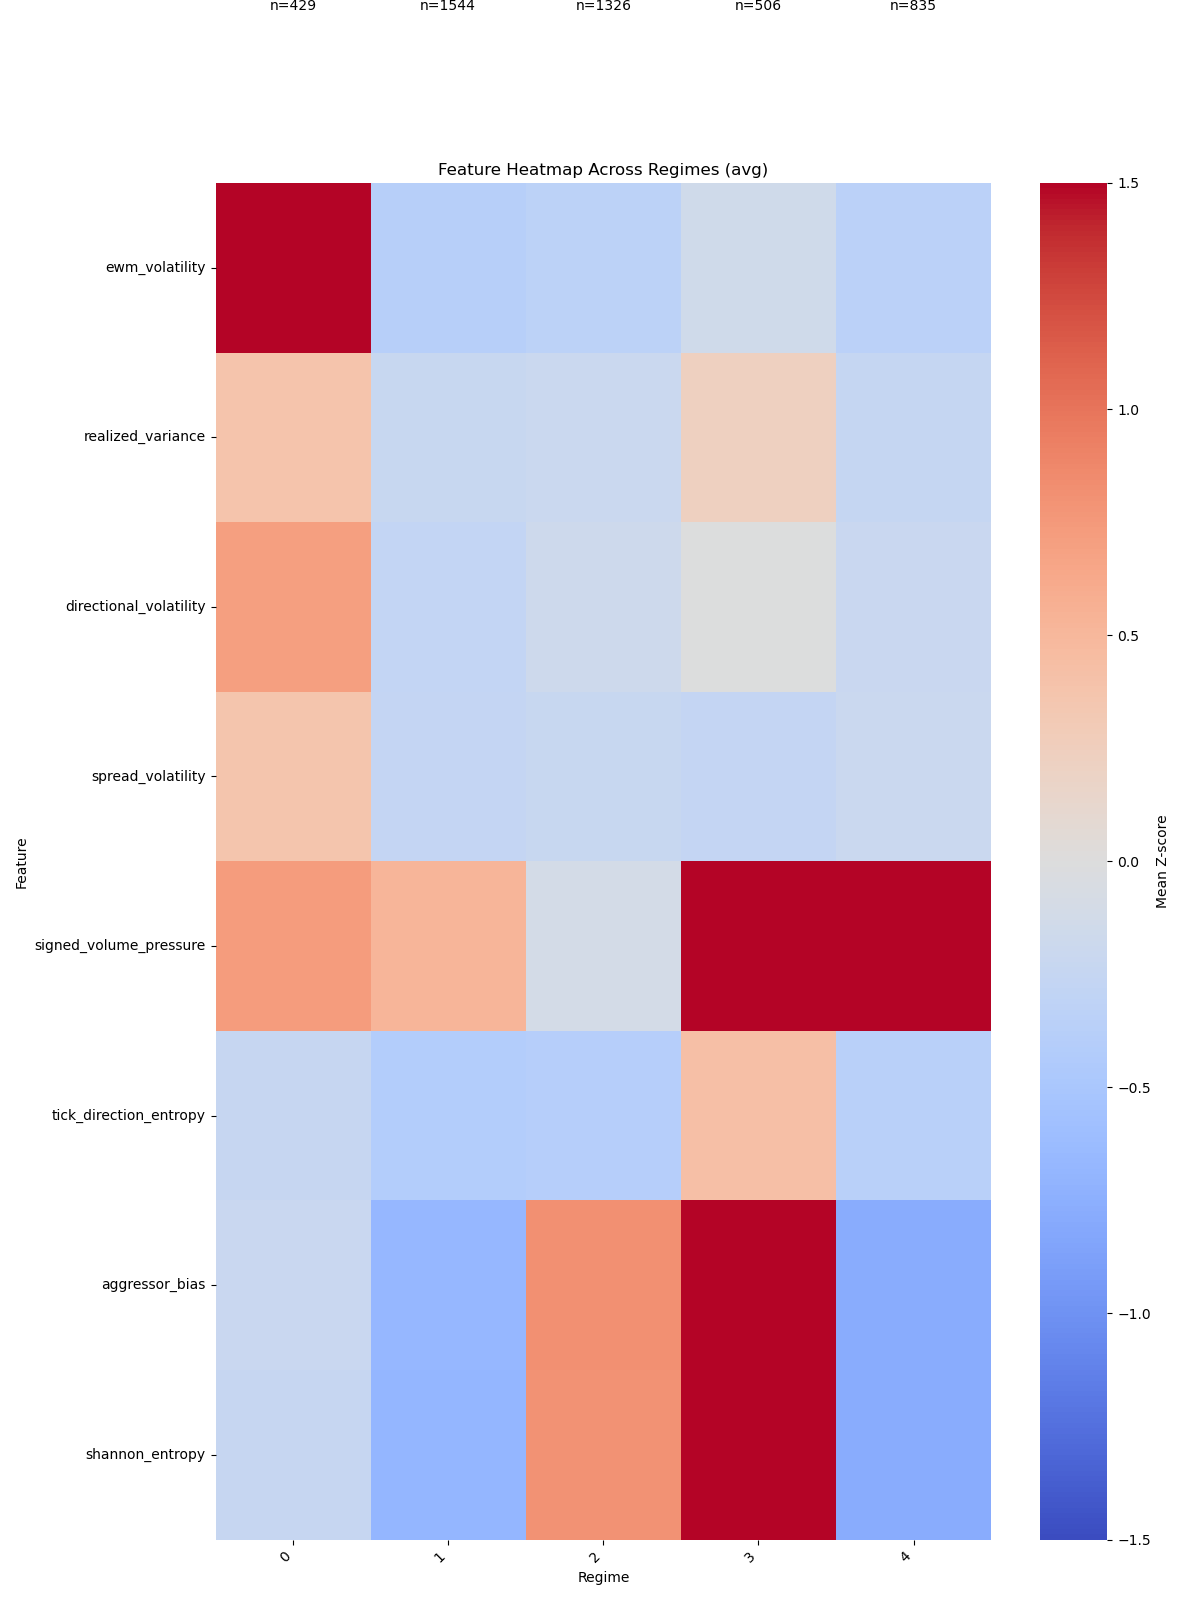 n=429 n=1544 n=1326 n=506 n=835
Feature Heatmap Across Regimes (avg)
ewm_volatility
realized_variance
directional_volatility
spread_volatility
signed_volume_pressure
tick_direction_entropy
aggressor_bias
shannon_entropy
Feature
0 1 2 3 4
Regime
1.5
1.0
0.5
0.0
−0.5
−1.0
−1.5
Mean Z-score